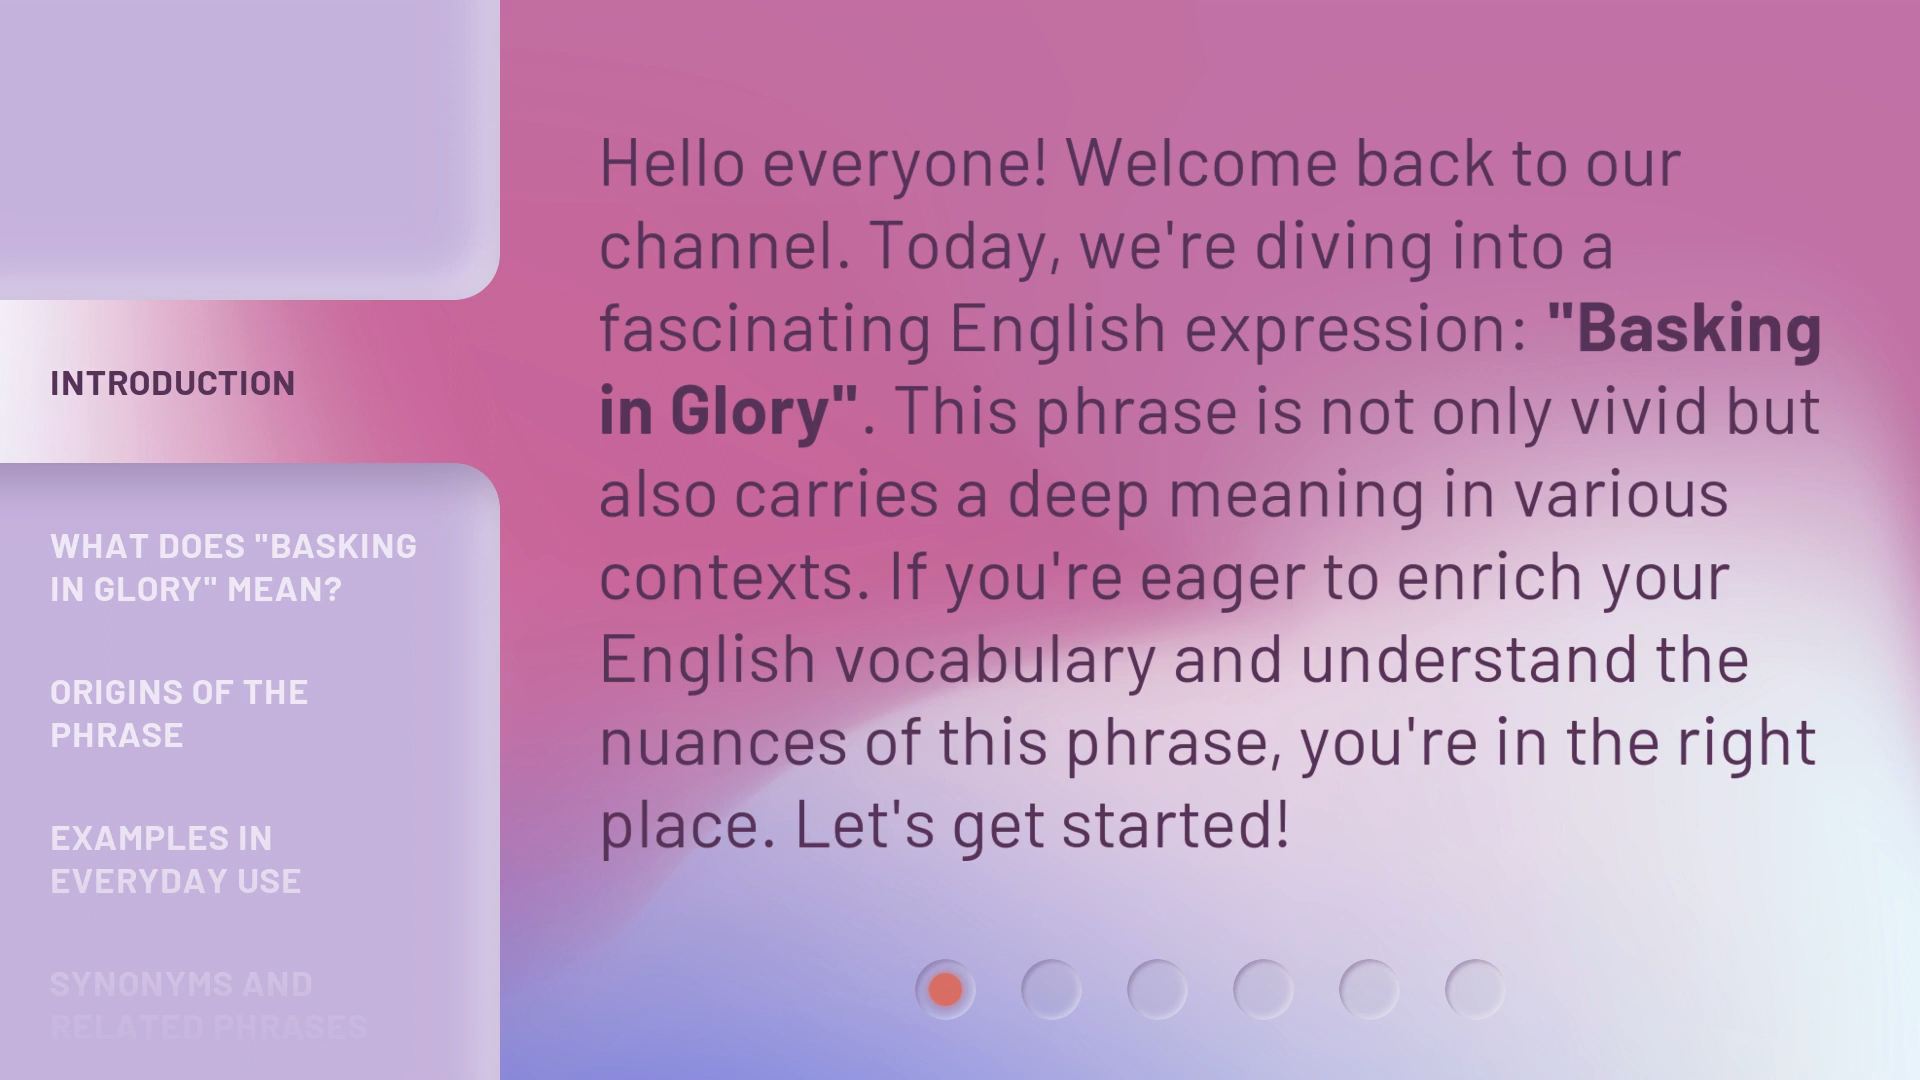 INTRODUCTION
WHAT DOES "BASKING
IN GLORY" MEAN?
ORIGINS OF THE
PHRASE
EXAMPLES IN
EVERYDAY USE
SYNONYMS AND
RELATED PHRASES
Hello everyone! Welcome back to our
channel. Today, we're diving into a
fascinating English expression: "Basking
in Glory". This phrase is not only vivid but
also carries a deep meaning in various
contexts. If you're eager to enrich your
English vocabulary and understand the
nuances of this phrase, you're in the right
place. Let's get started!